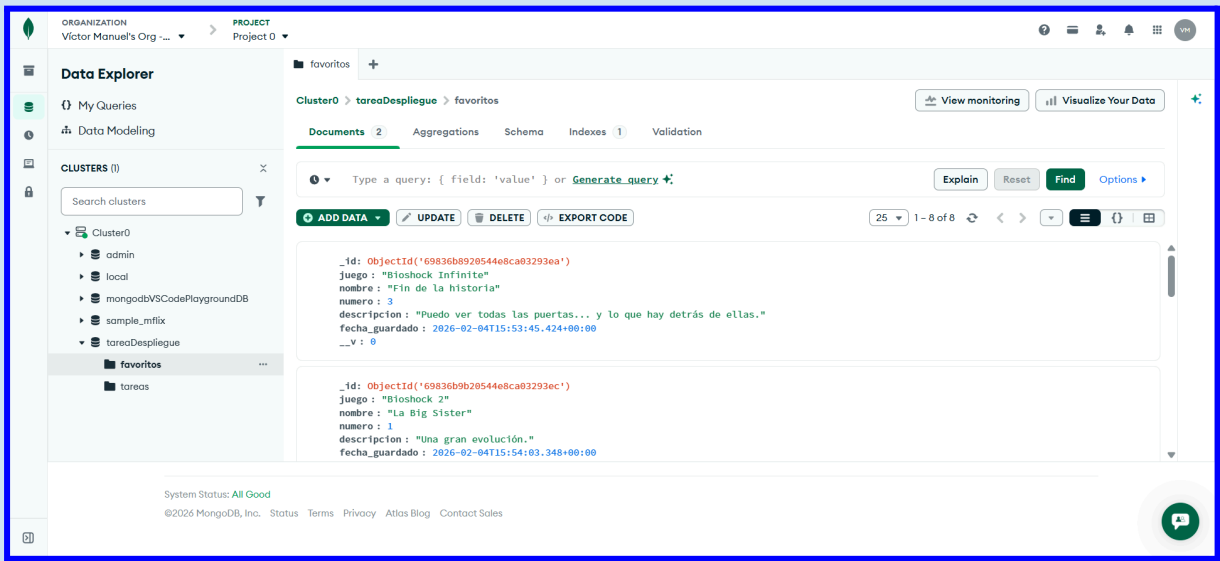 ORGANIZATION
Víctor Manuel's Org -...
PROJECT
Project 0
VM
Data Explorer
My Queries
Data Modeling
CLUSTERS (1)
Search clusters
Cluster0
admin
local
mongodbVSCodePlaygroundDB
sample_mflix
tareaDespliegue
favoritos
tareas
favoritos
Cluster0 > tareaDespliegue > favoritos
View monitoring
Visualize Your Data
Documents 2
Aggregations
Schema
Indexes 1
Validation
Type a query: { field: 'value' } or Generate query
Explain
Reset
Find
Options
ADD DATA
UPDATE
DELETE
EXPORT CODE
25
1 – 8 of 8
_id: ObjectId('69836b8920544e8ca03293ea')
juego : "Bioshock Infinite"
nombre : "Fin de la historia"
numero : 3
descripcion : "Puedo ver todas las puertas... y lo que hay detrás de ellas."
fecha_guardado : 2026-02-04T15:53:45.424+00:00
__v : 0
_id: ObjectId('69836b9b20544e8ca03293ec')
juego : "Bioshock 2"
nombre : "La Big Sister"
numero : 1
descripcion : "Una gran evolución."
fecha_guardado : 2026-02-04T15:54:03.348+00:00
System Status: All Good
©2026 MongoDB, Inc. Status Terms Privacy Atlas Blog Contact Sales